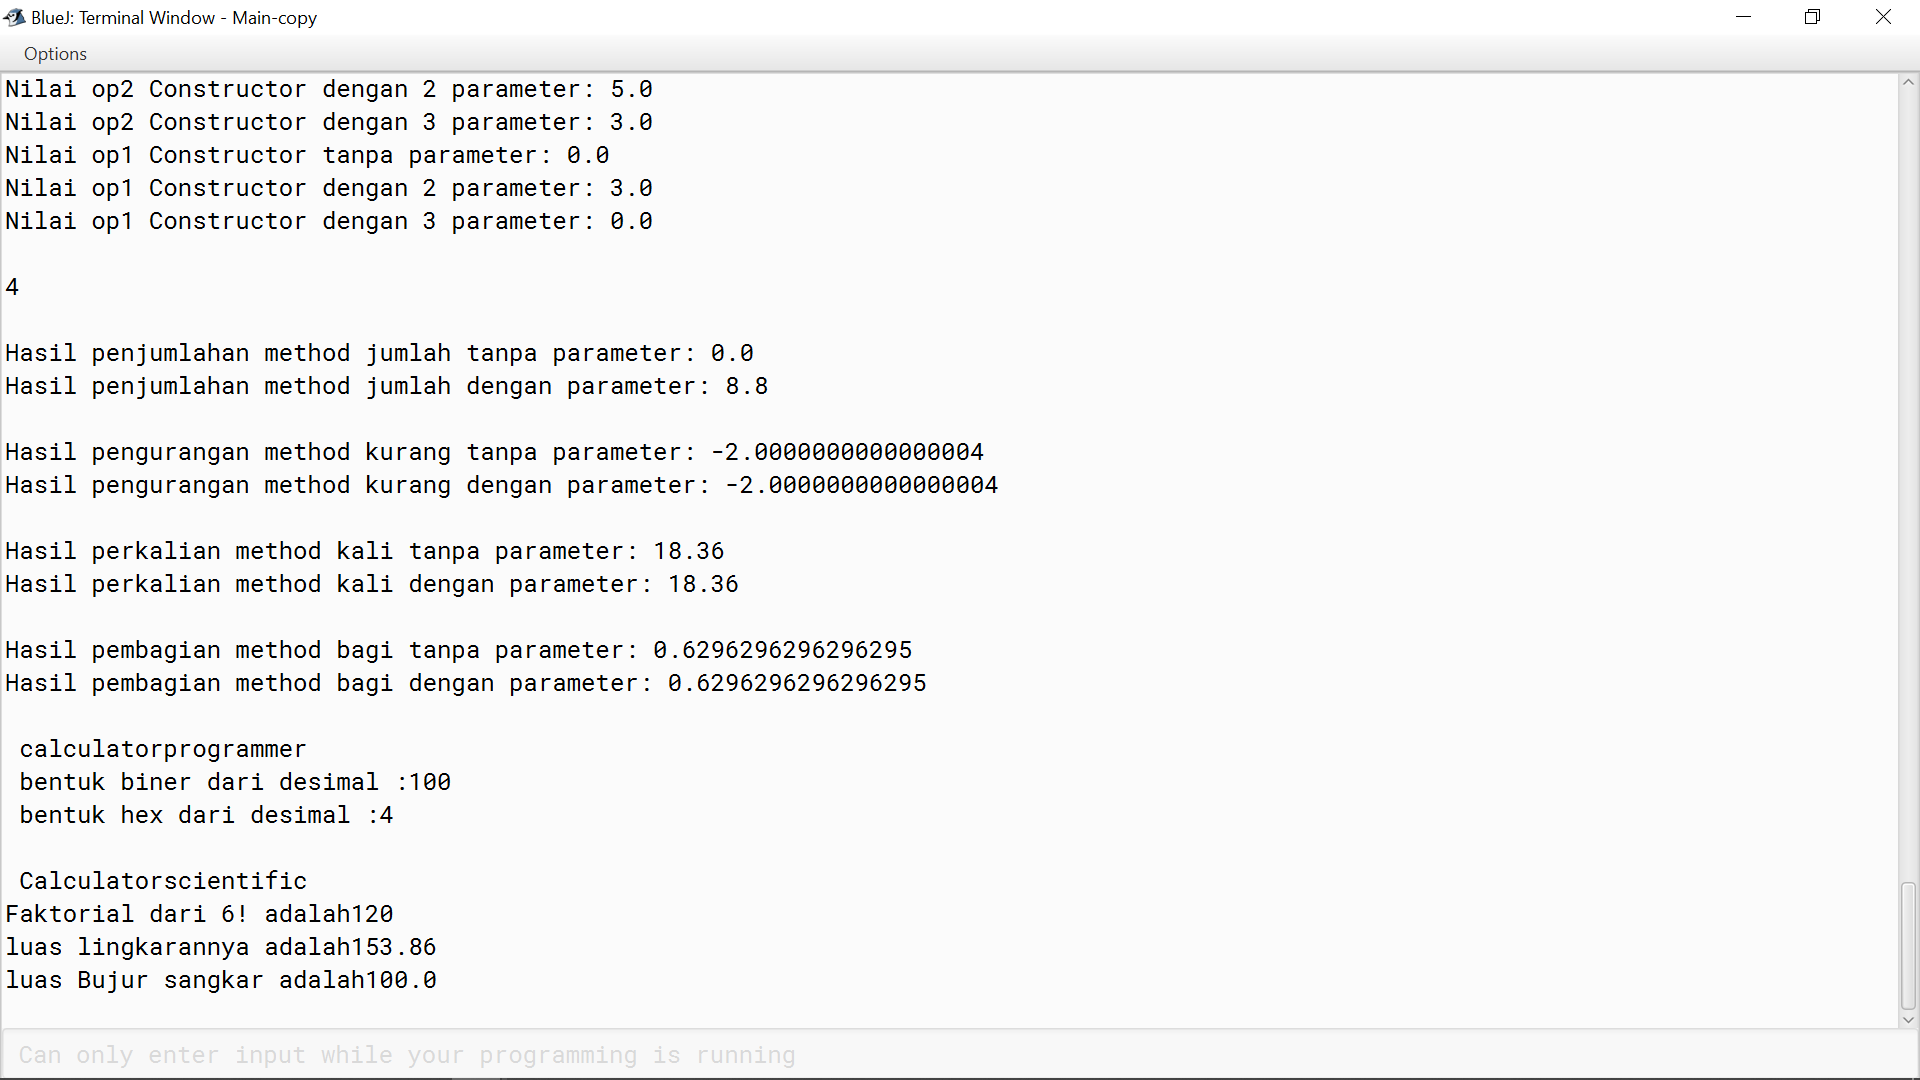 BlueJ: Terminal Window - Main-copy
Options
Nilai op2 Constructor dengan 2 parameter: 5.0
Nilai op2 Constructor dengan 3 parameter: 3.0
Nilai op1 Constructor tanpa parameter: 0.0
Nilai op1 Constructor dengan 2 parameter: 3.0
Nilai op1 Constructor dengan 3 parameter: 0.0
4
Hasil penjumlahan method jumlah tanpa parameter: 0.0
Hasil penjumlahan method jumlah dengan parameter: 8.8
Hasil pengurangan method kurang tanpa parameter: -2.0000000000000004
Hasil pengurangan method kurang dengan parameter: -2.0000000000000004
Hasil perkalian method kali tanpa parameter: 18.36
Hasil perkalian method kali dengan parameter: 18.36
Hasil pembagian method bagi tanpa parameter: 0.6296296296296295
Hasil pembagian method bagi dengan parameter: 0.6296296296296295
calculatorprogrammer
bentuk biner dari desimal :100
bentuk hex dari desimal :4
Calculatorscientific
Faktorial dari 6! adalah120
luas lingkarannya adalah153.86
luas Bujur sangkar adalah100.0
Can only enter input while your programming is running